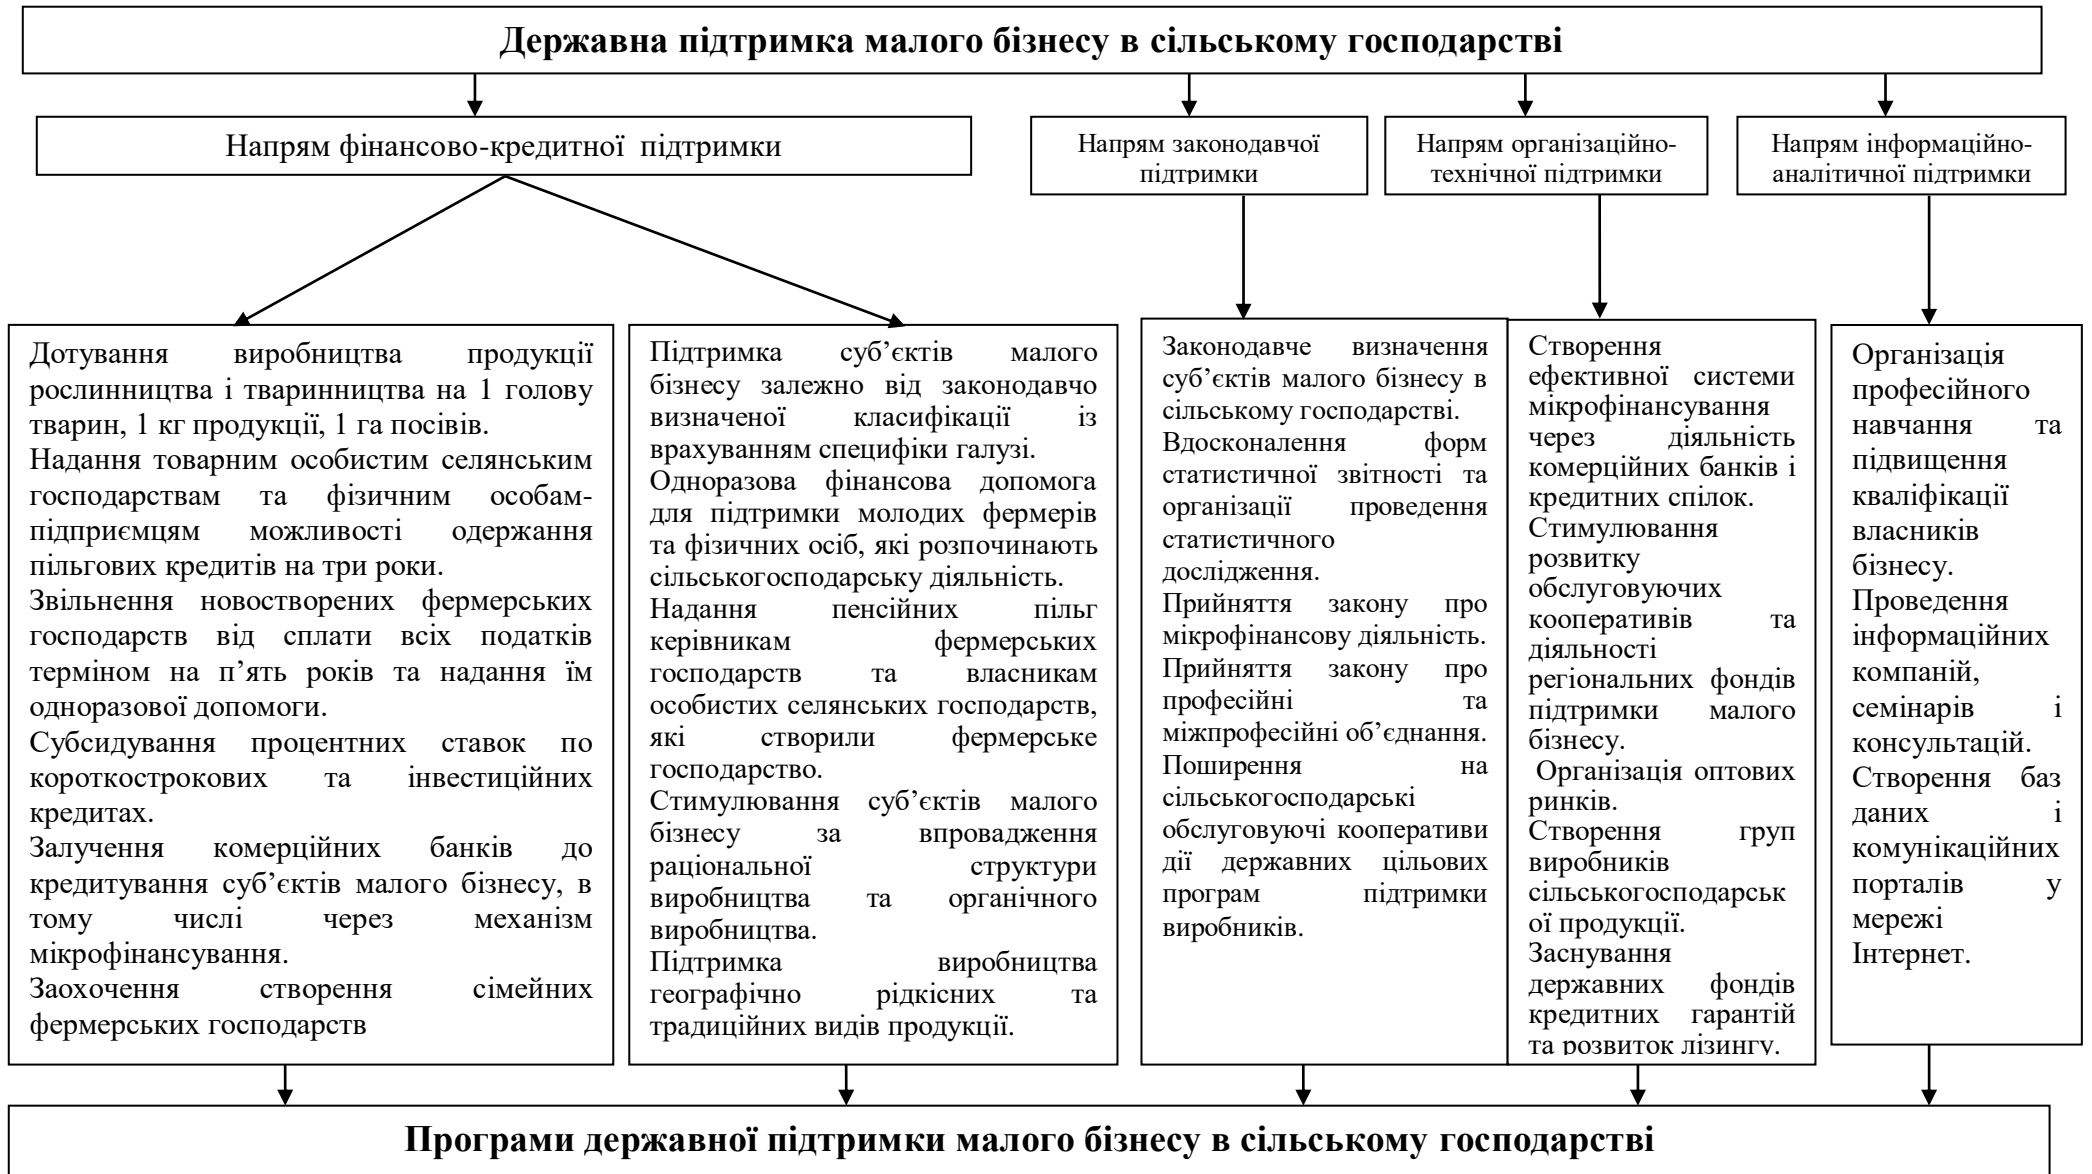 Державна підтримка малого бізнесу в сільському господарстві
Напрям фінансово-кредитної підтримки
Напрям законодавчої
підтримки
Напрям організаційно-
технічної підтримки
Напрям інформаційно-
аналітичної підтримки
Дотування виробництва продукції
рослинництва і тваринництва на 1 голову
тварин, 1 кг продукції, 1 га посівів.
Надання товарним особистим селянським
господарствам та фізичним особам-
підприємцям можливості одержання
пільгових кредитів на три роки.
Звільнення новостворених фермерських
господарств від сплати всіх податків
терміном на п’ять років та надання їм
одноразової допомоги.
Субсидування процентних ставок по
короткострокових та інвестиційних
кредитах.
Залучення комерційних банків до
кредитування суб’єктів малого бізнесу, в
тому числі через механізм
мікрофінансування.
Заохочення створення сімейних
фермерських господарств
Підтримка суб’єктів малого
бізнесу залежно від законодавчо
визначеної класифікації із
врахуванням специфіки галузі.
Одноразова фінансова допомога
для підтримки молодих фермерів
та фізичних осіб, які розпочинають
сільськогосподарську діяльність.
Надання пенсійних пільг
керівникам фермерських
господарств та власникам
особистих селянських господарств,
які створили фермерське
господарство.
Стимулювання суб’єктів малого
бізнесу за впровадження
раціональної структури
виробництва та органічного
виробництва.
Підтримка виробництва
географічно рідкісних та
традиційних видів продукції.
Законодавче визначення
суб’єктів малого бізнесу в
сільському господарстві.
Вдосконалення форм
статистичної звітності та
організації проведення
статистичного
дослідження.
Прийняття закону про
мікрофінансову діяльність.
Прийняття закону про
професійні та
міжпрофесійні об’єднання.
Поширення на
сільськогосподарські
обслуговуючі кооперативи
дії державних цільових
програм підтримки
виробників.
Створення
ефективної системи
мікрофінансування
через діяльність
комерційних банків і
кредитних спілок.
Стимулювання
розвитку
обслуговуючих
кооперативів та
діяльності
регіональних фондів
підтримки малого
бізнесу.
Організація оптових
ринків.
Створення груп
виробників
сільськогосподарськ
ої продукції.
Заснування
державних фондів
кредитних гарантій
та розвиток лізингу.
Організація
професійного
навчання та
підвищення
кваліфікації
власників
бізнесу.
Проведення
інформаційних
компаній,
семінарів і
консультацій.
Створення баз
даних і
комунікаційних
порталів у
мережі
Інтернет.
Програми державної підтримки малого бізнесу в сільському господарстві